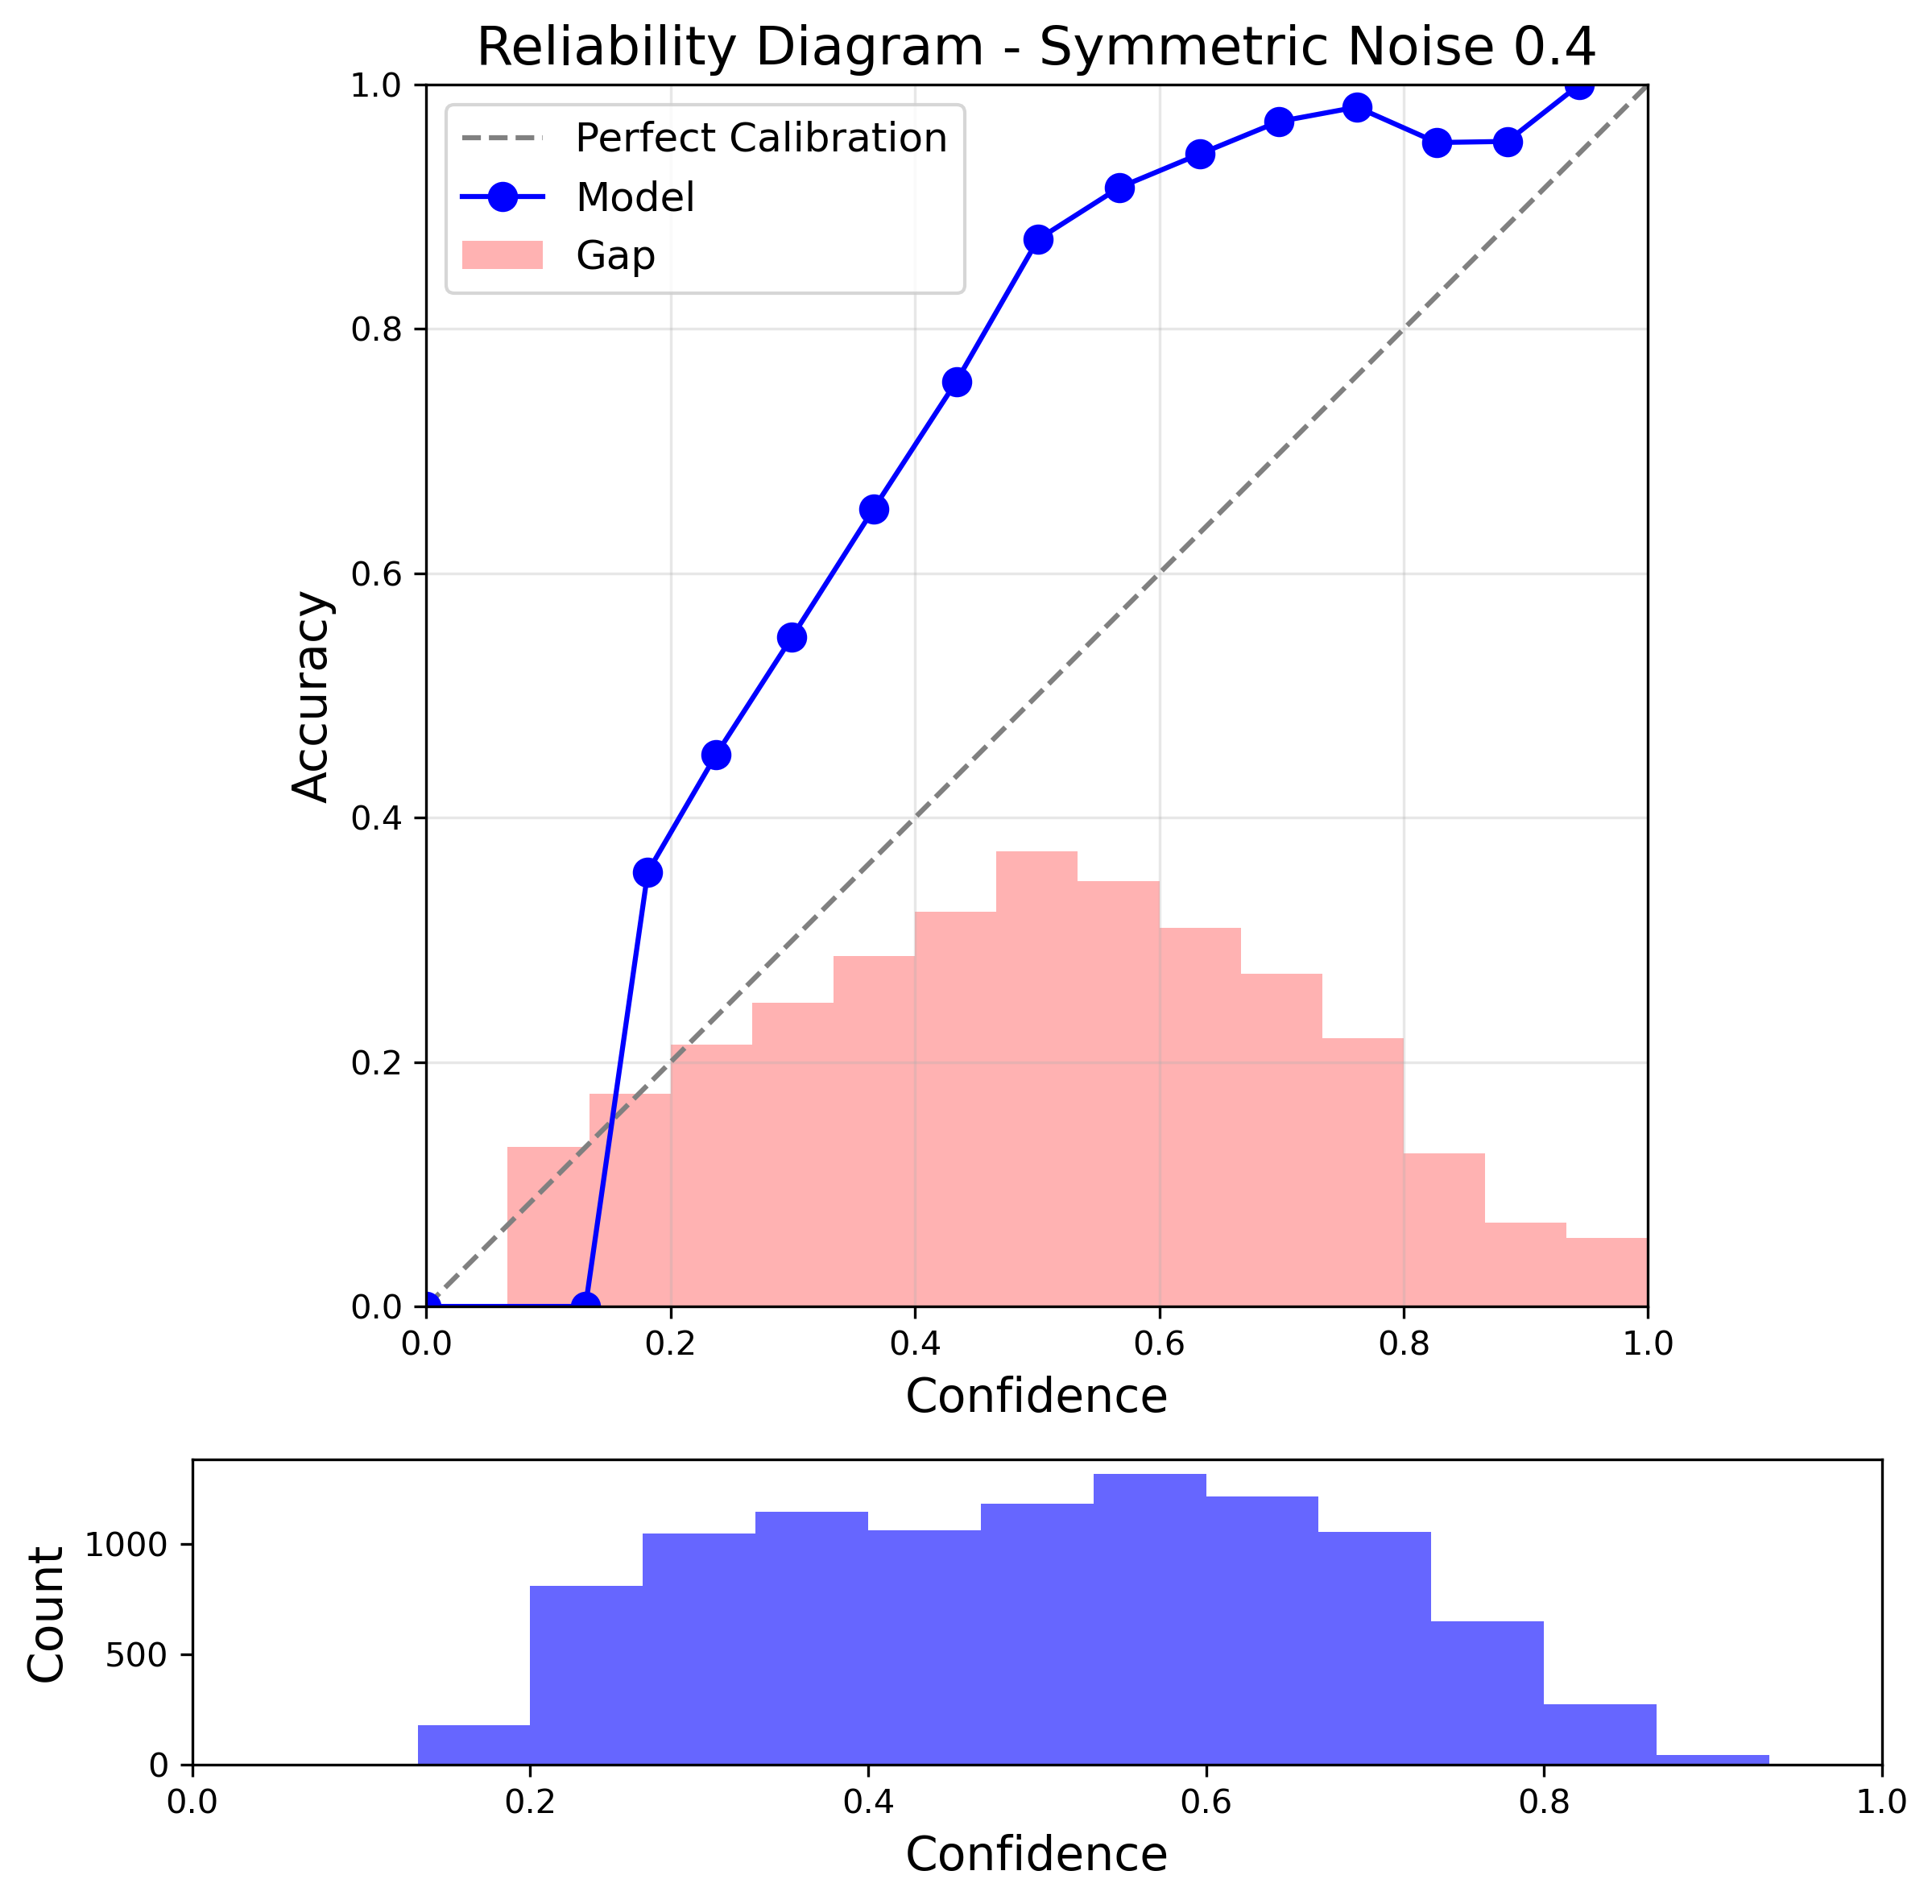 Reliability Diagram - Symmetric Noise 0.4
1.0
Perfect Calibration
Model
Gap
0.8
0.6
Accuracy
0.4
0.2
0.0
0.0 0.2 0.4 0.6 0.8 1.0
Confidence
1000
Count
500
0
0.0 0.2 0.4 0.6 0.8 1.0
Confidence